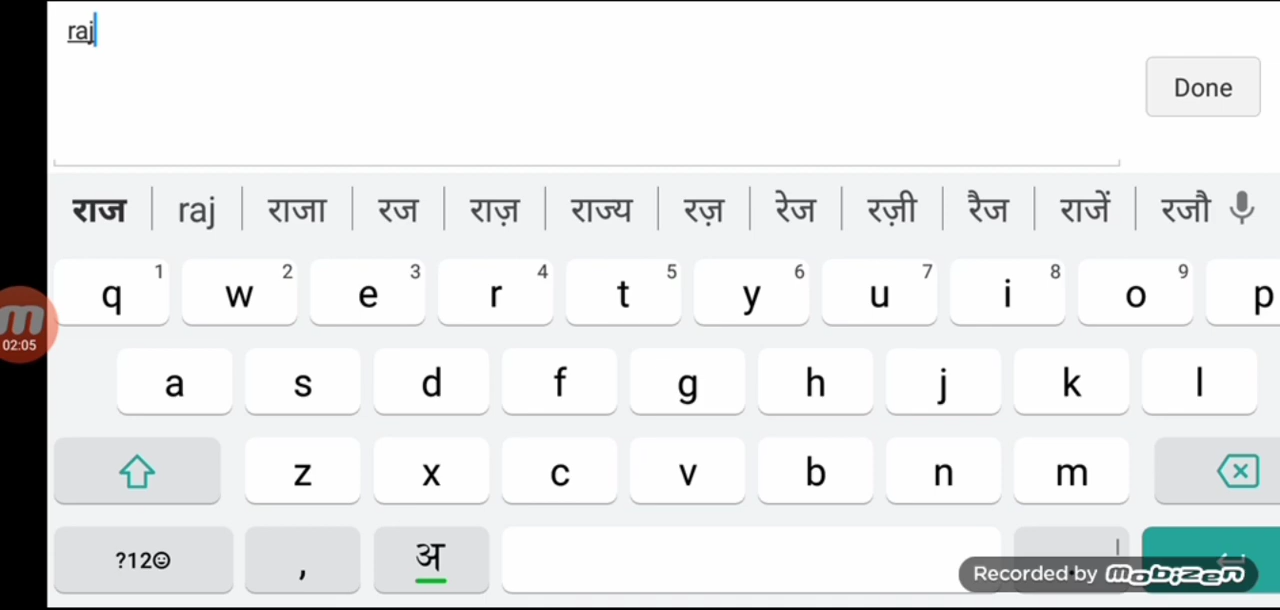 raj
Done
राज raj राजा रज राज़ राज्य रज़ रेज रज़ी रैज राजें रजौ
q 1 w 2 e 3 r 4 t 5 y 6 u 7 i 8 o 9 p
m
02:05
a s d f g h j k l
z x c v b n m
?12☺ , अ
Recorded by mobizen